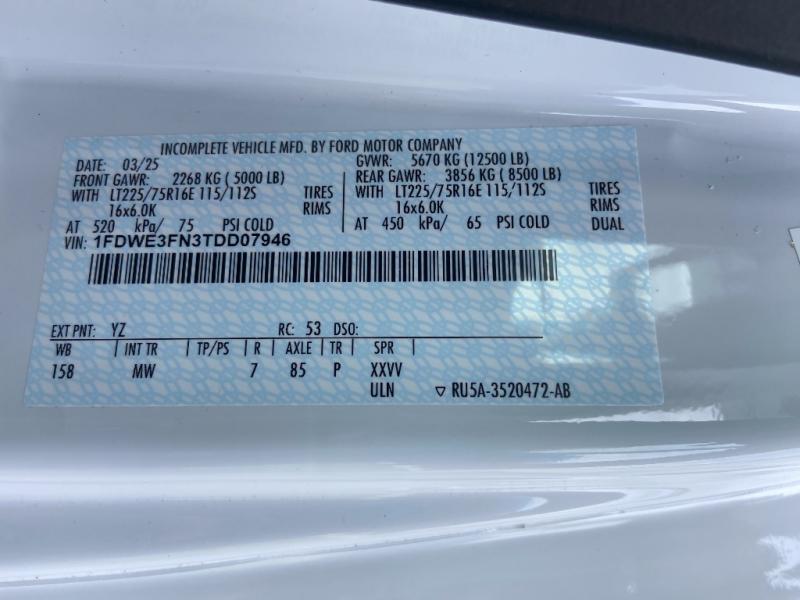 INCOMPLETE VEHICLE MFD. BY FORD MOTOR COMPANY
DATE: 03/25 GVWR: 5670 KG (12500 LB)
FRONT GAWR: 2268 KG ( 5000 LB) REAR GAWR: 3856 KG ( 8500 LB)
WITH LT225/75R16E 115/112S TIRES WITH LT225/75R16E 115/112S TIRES
16x6.0K RIMS 16x6.0K RIMS
AT 520 kPa/ 75 PSI COLD AT 450 kPa/ 65 PSI COLD DUAL
VIN: 1FDWE3FN3TDD07946
EXT PNT: YZ RC: 53 DSO:
WB INT TR TP/PS R AXLE TR SPR
158 MW 7 85 P XXVV
ULN ▽ RU5A-3520472-AB